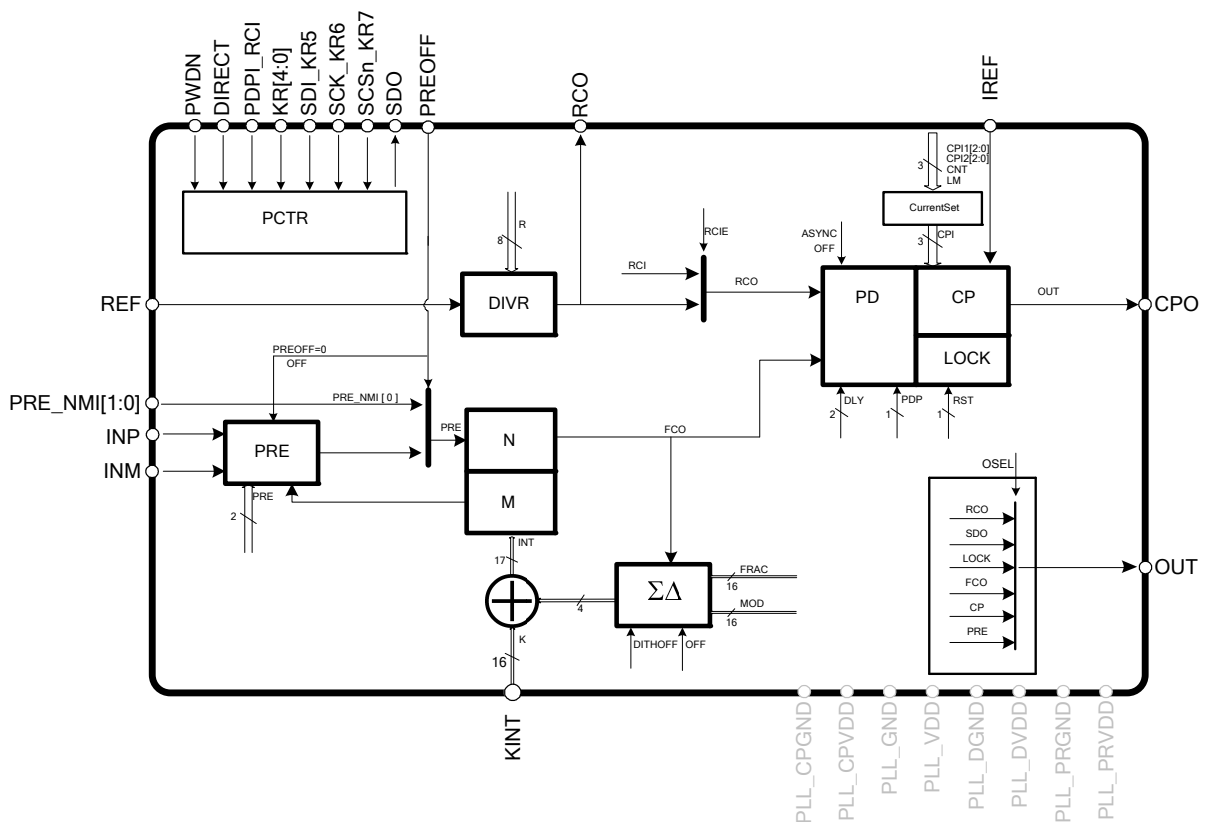 PWDN
DIRECT
PDPI_RCI
KR[4:0]
SDI_KR5
SCK_KR6
SCSn_KR7
SDO
PREOFF
RCO
IREF
PCTR
R
8
CPI1[2:0]
CPI2[2:0]
CNT
LM
3
CurrentSet
CPI
3
RCIE
RCI
RCO
ASYNC
OFF
REF
DIVR
PD
CP
LOCK
OUT
CPO
PREOFF=0
OFF
PRE_NMI[1:0]
PRE_NMI [ 0 ]
INP
INM
PRE
PRE
2
PRE
N
M
FCO
DLY
2
PDP
1
RST
1
INT
17
4
ΣΔ
FRAC
16
MOD
16
DITHOFF
OFF
K
16
KINT
OSEL
RCO
SDO
LOCK
FCO
CP
PRE
OUT
PLL_CPGND
PLL_CPVDD
PLL_GND
PLL_VDD
PLL_DGND
PLL_DVDD
PLL_PRGND
PLL_PRVDD